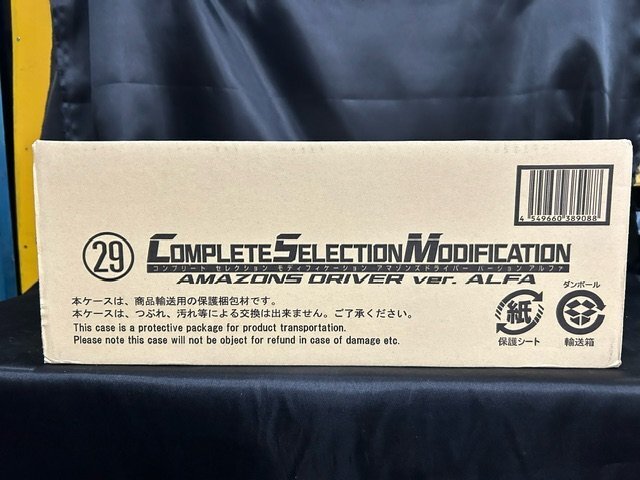 4 549660 389088
29 COMPLETE SELECTION MODIFICATION
コンプリート セレクション モディフィケーション アマゾンズドライバー バージョン アルファ
AMAZONS DRIVER ver. ALFA
本ケースは、商品輸送用の保護梱包材です。
本ケースは、つぶれ、汚れ等による交換は出来ません。ご了承ください。
This case is a protective package for product transportation.
Please note this case will not be object for refund in case of damage etc.
紙
保護シート
ダンボール
輸送箱